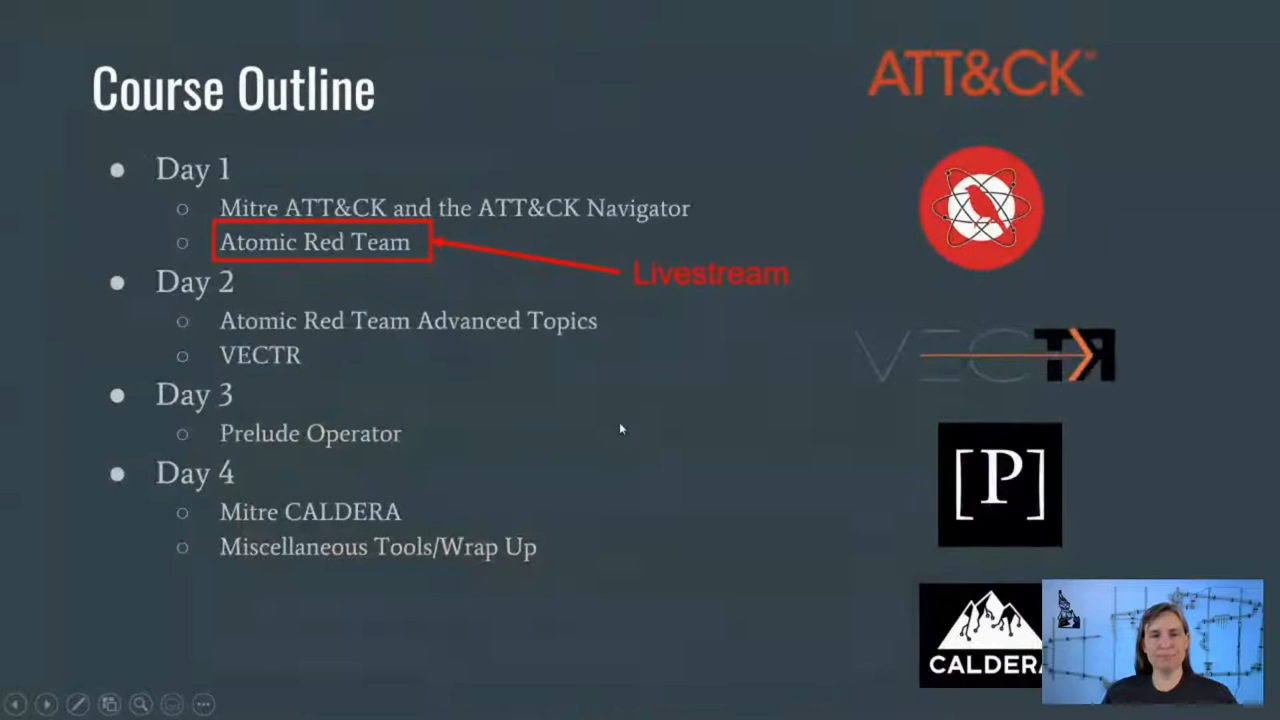 Course Outline
Day 1
Mitre ATT&CK and the ATT&CK Navigator
Atomic Red Team
Livestream
Day 2
Atomic Red Team Advanced Topics
VECTR
Day 3
Prelude Operator
Day 4
Mitre CALDERA
Miscellaneous Tools/Wrap Up
ATT&CK™
VECTR
[P]
CALDERA